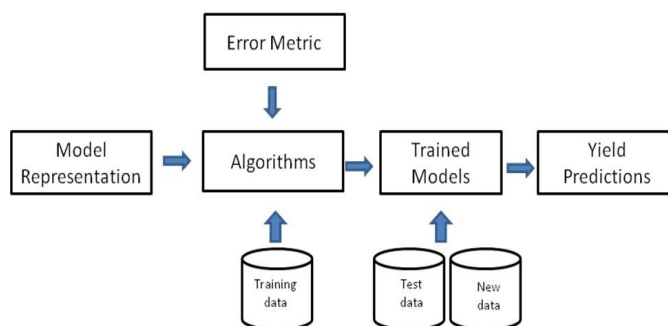 Error Metric
Model
Representation
Algorithms
Trained
Models
Yield
Predictions
Training
data
Test
data
New
data